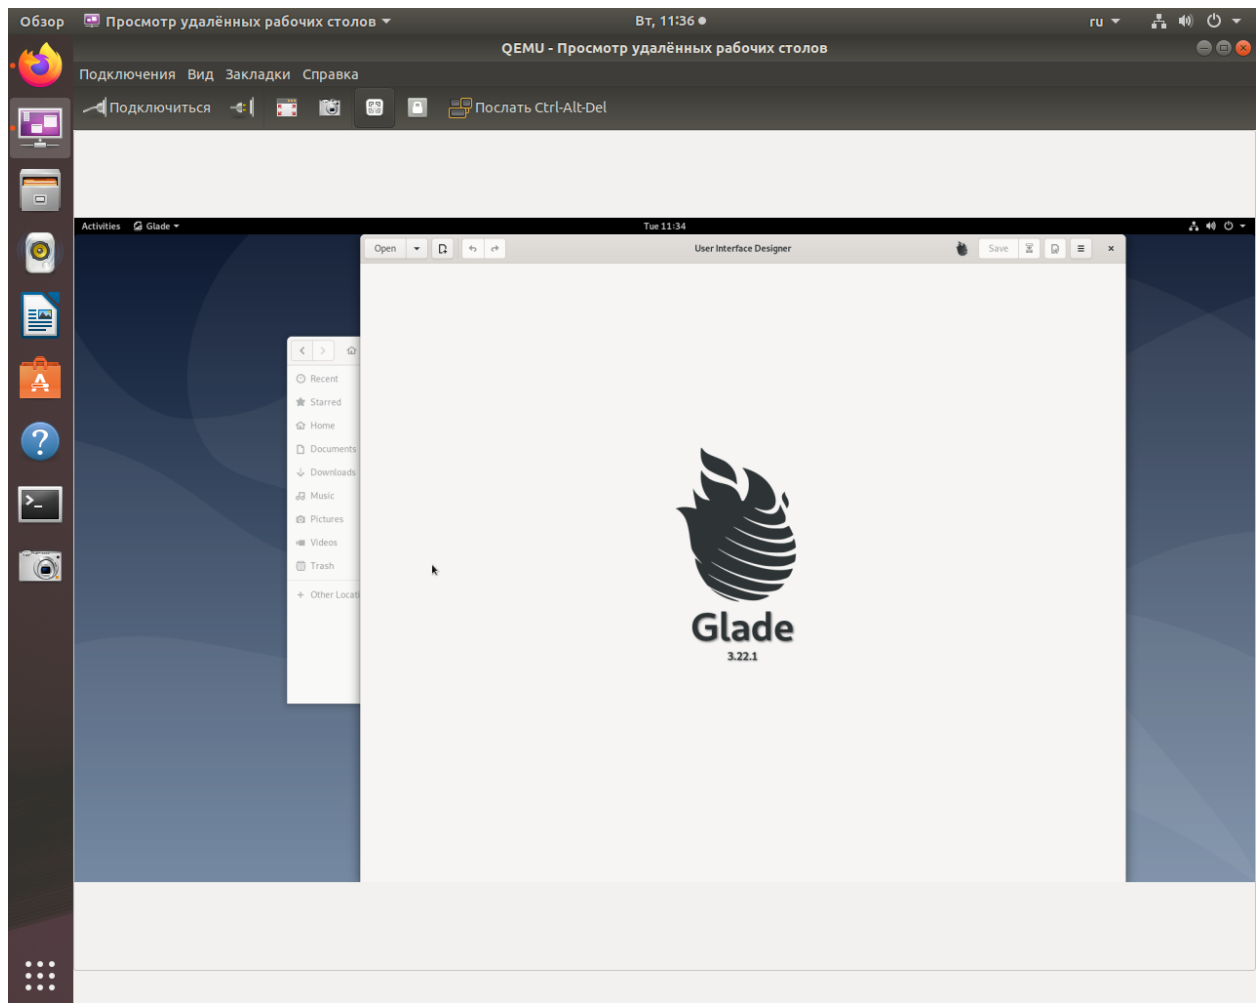 Обзор Просмотр удалённых рабочих столов Вт, 11:36 ru
QEMU - Просмотр удалённых рабочих столов
Подключения Вид Закладки Справка
Подключиться Послать Ctrl-Alt-Del
Activities Glade Tue 11:34
Open User Interface Designer Save
Recent
Starred
Home
Documents
Downloads
Music
Pictures
Videos
Trash
+ Other Locati
Glade
3.22.1